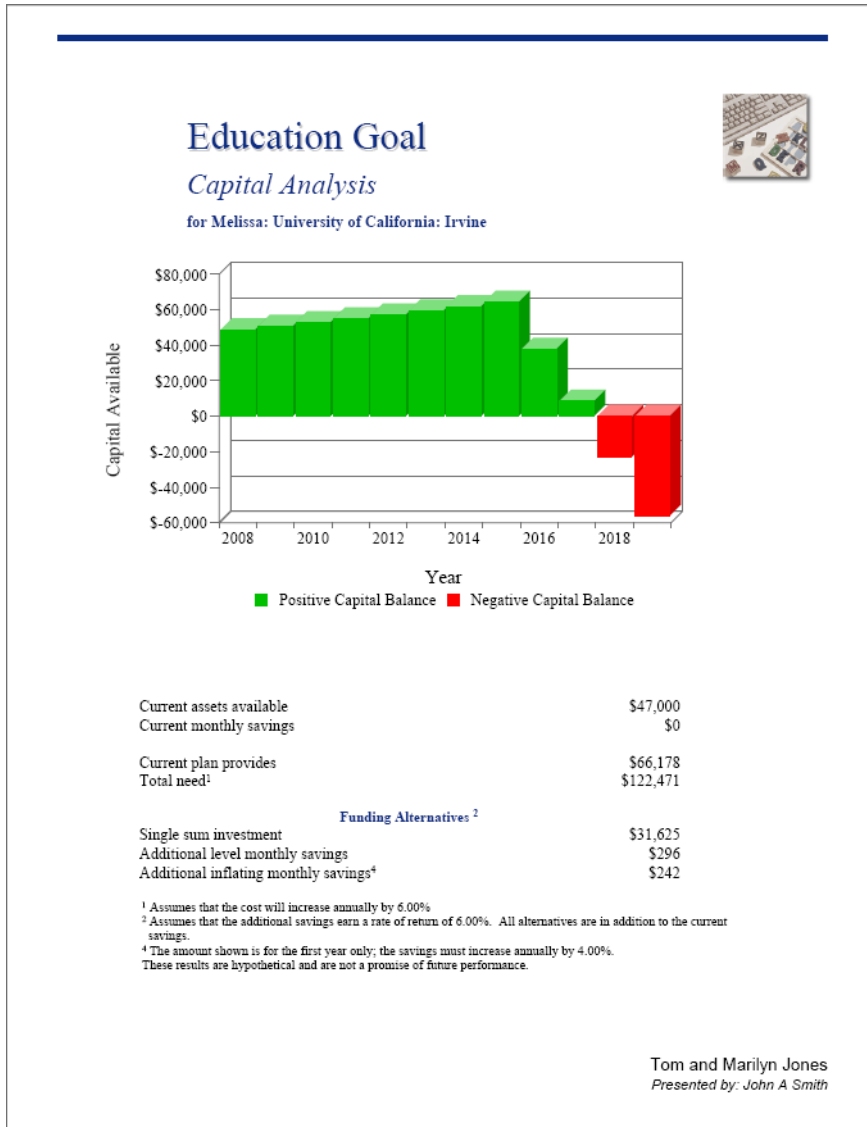 Education Goal
Capital Analysis
for Melissa: University of California: Irvine
Capital Available
$80,000
$60,000
$40,000
$20,000
$0
$-20,000
$-40,000
$-60,000
2008 2010 2012 2014 2016 2018
Year
Positive Capital Balance Negative Capital Balance
Current assets available $47,000
Current monthly savings $0
Current plan provides $66,178
Total need¹ $122,471
Funding Alternatives ²
Single sum investment $31,625
Additional level monthly savings $296
Additional inflating monthly savings⁴ $242
¹ Assumes that the cost will increase annually by 6.00%
² Assumes that the additional savings earn a rate of return of 6.00%. All alternatives are in addition to the current
savings.
⁴ The amount shown is for the first year only; the savings must increase annually by 4.00%.
These results are hypothetical and are not a promise of future performance.
Tom and Marilyn Jones
Presented by: John A Smith